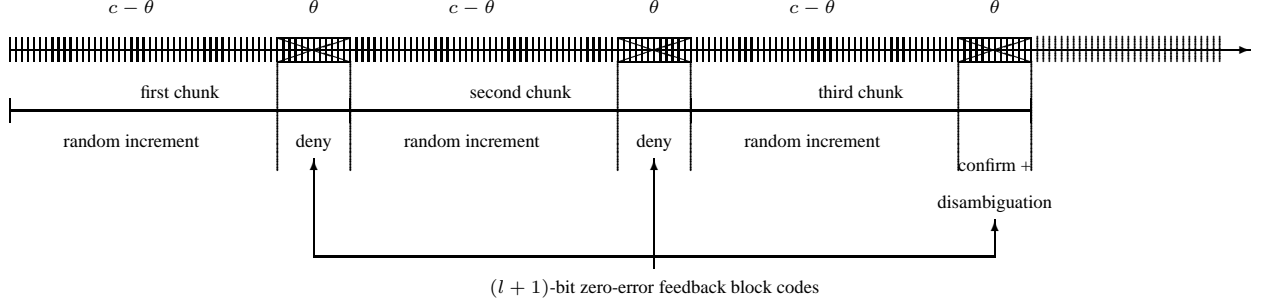 c − θ θ c − θ θ c − θ θ
first chunk second chunk third chunk
random increment deny random increment deny random increment
confirm +
disambiguation
(l + 1)-bit zero-error feedback block codes